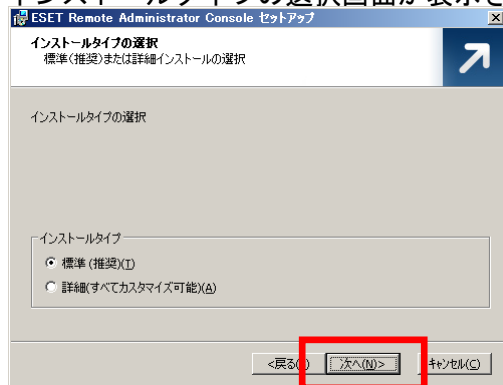 インストールタイプの選択画面が表示さ
ESET Remote Administrator Console セットアップ
インストールタイプの選択
標準(推奨)または詳細インストールの選択
インストールタイプの選択
インストールタイプ
標準(推奨)(T)
詳細(すべてカスタマイズ可能)(A)
<戻る( 次へ(N)> キャンセル(C)